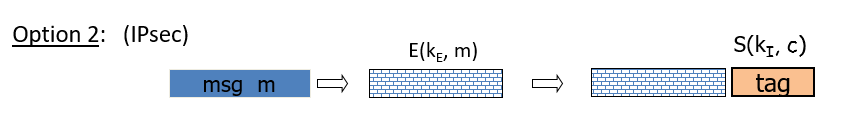 Option 2: (IPsec)
E(kE, m)
S(kI, c)
msg m
tag